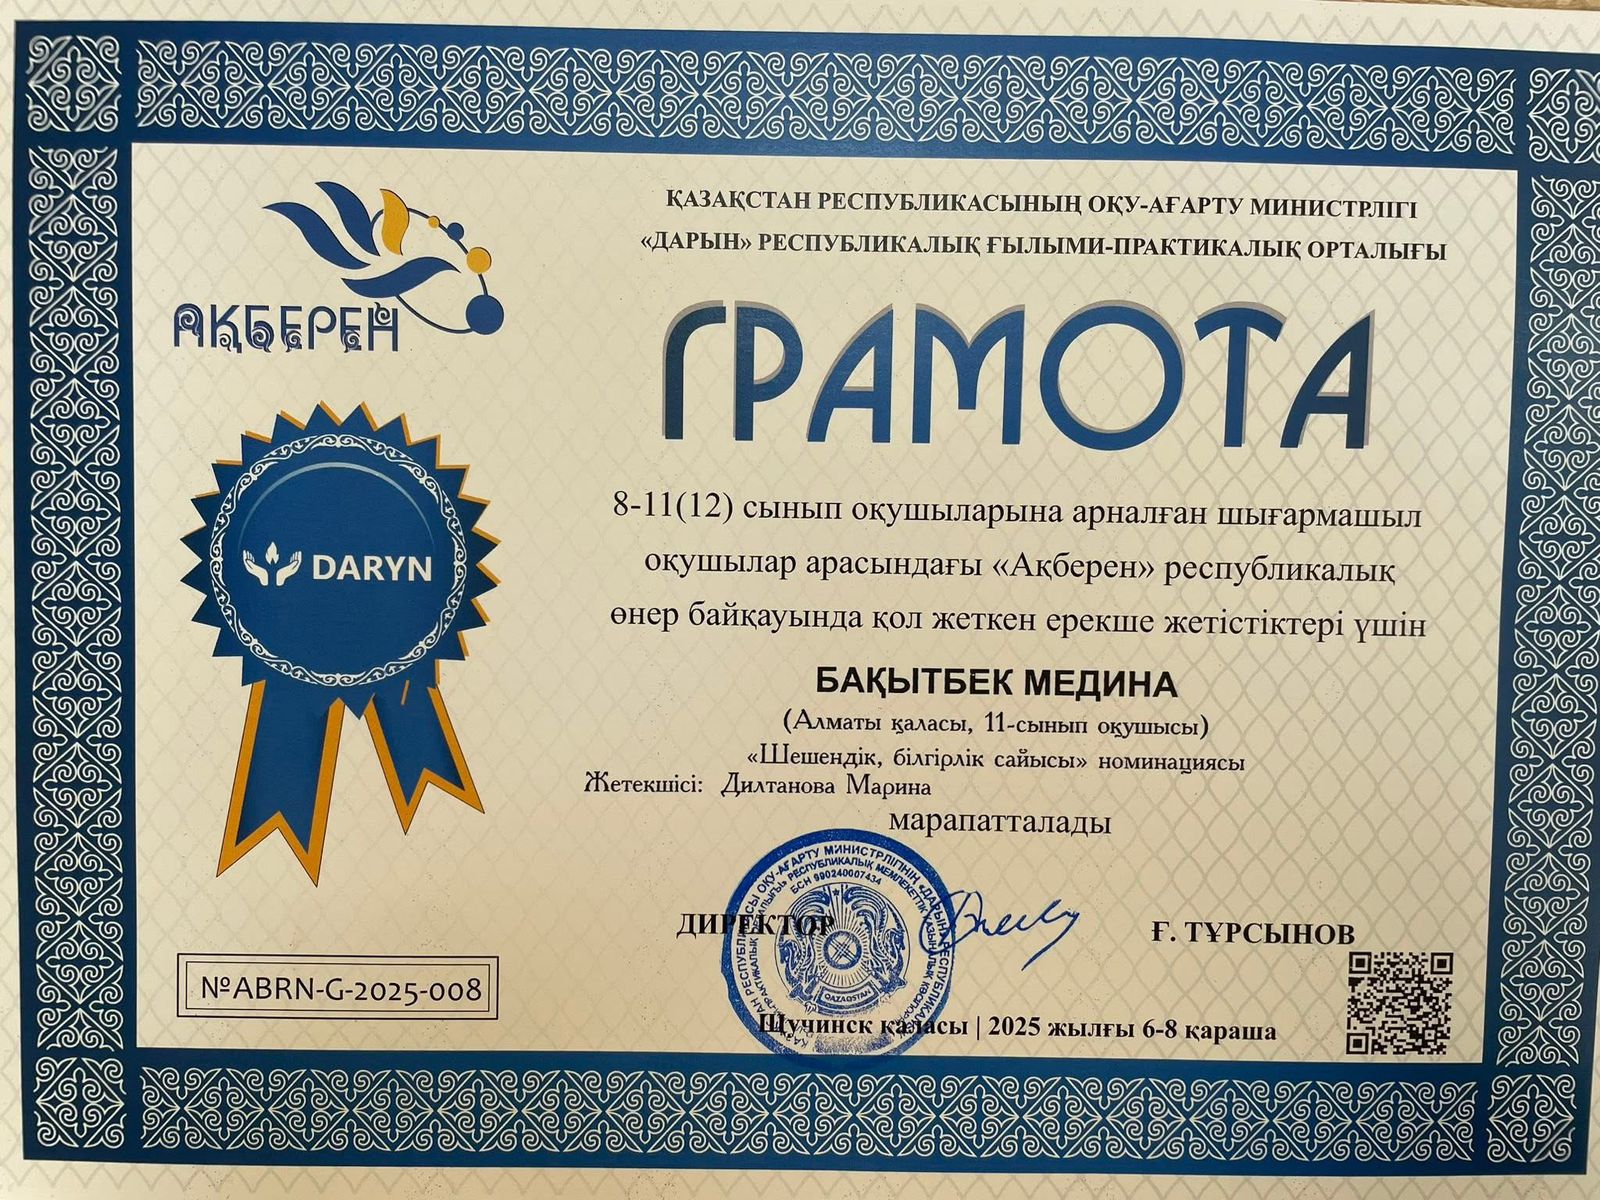 ҚАЗАҚСТАН РЕСПУБЛИКАСЫНЫҢ ОҚУ-АҒАРТУ МИНИСТРЛІГІ
«ДАРЫН» РЕСПУБЛИКАЛЫҚ ҒЫЛЫМИ-ПРАКТИКАЛЫҚ ОРТАЛЫҒЫ
АҚБЕРЕН
ГРАМОТА
DARYN
8-11(12) сынып оқушыларына арналған шығармашыл
оқушылар арасындағы «Ақберен» республикалық
өнер байқауында қол жеткен ерекше жетістіктері үшін
БАҚЫТБЕК МЕДИНА
(Алматы қаласы, 11-сынып оқушысы)
«Шешендік, білгірлік сайысы» номинациясы
Жетекшісі: Дилтанова Марина
марапатталады
ДИРЕКТОР
Ғ. ТҰРСЫНОВ
БСН 990240007434
QAZAQSTAN
№ABRN-G-2025-008
Щучинск қаласы | 2025 жылғы 6-8 қараша